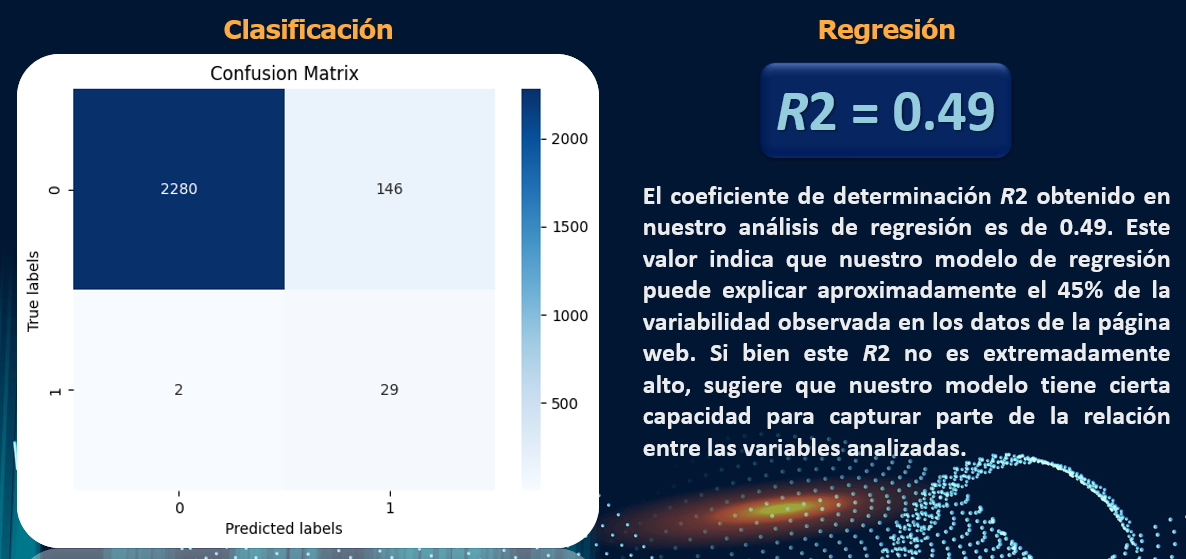 Clasificación
Confusion Matrix
2280
146
2
29
0
1
True labels
0
1
Predicted labels
2000
1500
1000
500
Regresión
R2 = 0.49
El coeficiente de determinación R2 obtenido en
nuestro análisis de regresión es de 0.49. Este
valor indica que nuestro modelo de regresión
puede explicar aproximadamente el 45% de la
variabilidad observada en los datos de la página
web. Si bien este R2 no es extremadamente
alto, sugiere que nuestro modelo tiene cierta
capacidad para capturar parte de la relación
entre las variables analizadas.